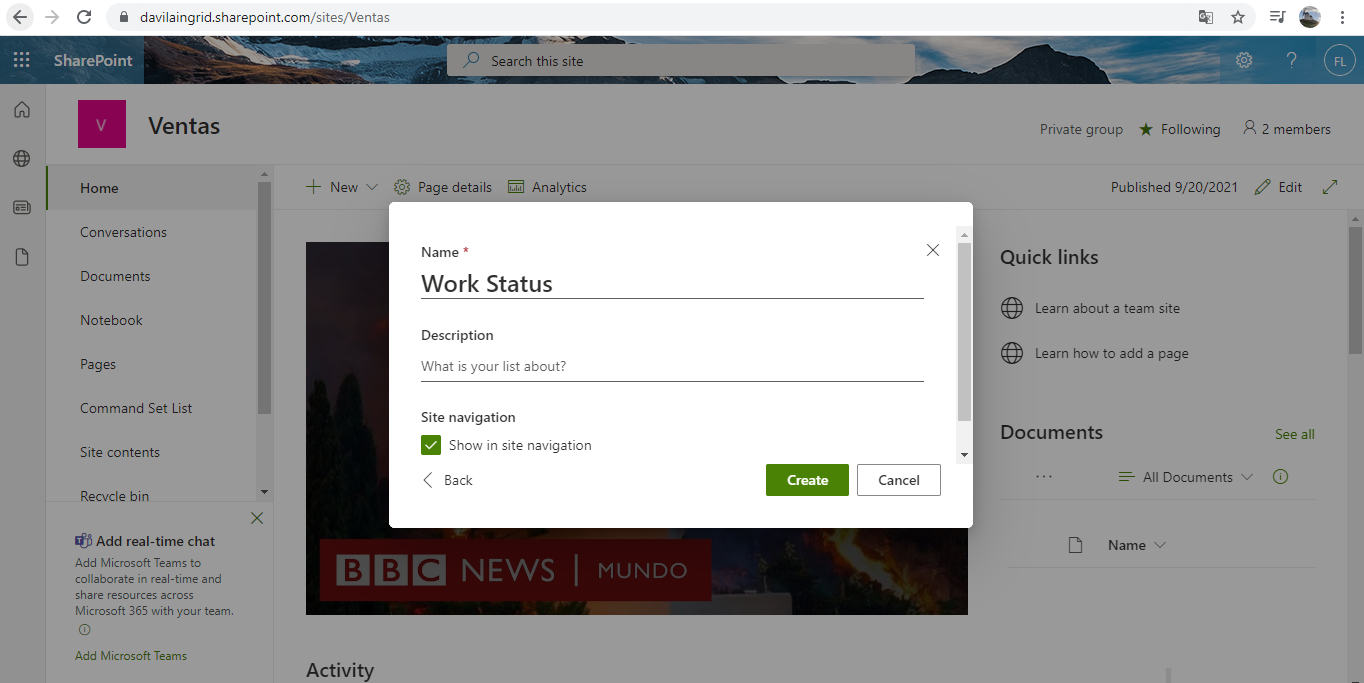 davilaingrid.sharepoint.com/sites/Ventas
SharePoint
Search this site
FL
V
Ventas
Private group
Following
2 members
Home
Conversations
Documents
Notebook
Pages
Command Set List
Site contents
Recycle bin
Add real-time chat
Add Microsoft Teams to
collaborate in real-time and
share resources across
Microsoft 365 with your team.
Add Microsoft Teams
New
Page details
Analytics
Published 9/20/2021
Edit
Name *
Work Status
Description
What is your list about?
Site navigation
Show in site navigation
Back
Create
Cancel
BBC NEWS | MUNDO
Activity
Quick links
Learn about a team site
Learn how to add a page
Documents
See all
All Documents
Name